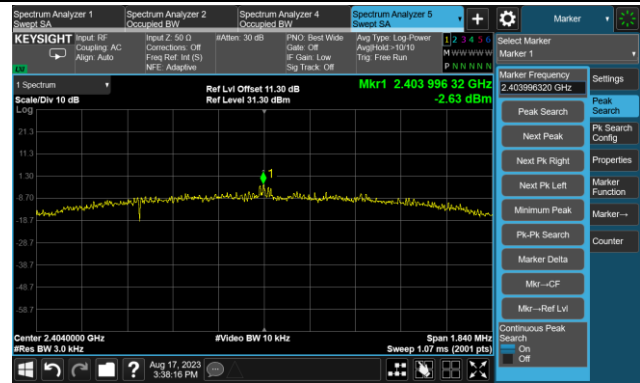 Spectrum Analyzer 1
Swept SA
Spectrum Analyzer 2
Occupied BW
Spectrum Analyzer 4
Occupied BW
Spectrum Analyzer 5
Swept SA
Marker
KEYSIGHT
Input: RF
Coupling: AC
Align: Auto
Input Z: 50 Ω
Corrections: Off
Freq Ref: Int (S)
NFE: Adaptive
#Atten: 30 dB
PNO: Best Wide
Gate: Off
IF Gain: Low
Sig Track: Off
Avg Type: Log-Power
Avg|Hold:>10/10
Trig: Free Run
1 2 3 4 5 6
M W W W W W
P N N N N N
Select Marker
Marker 1
1 Spectrum
Scale/Div 10 dB
Log
Ref Lvl Offset 11.30 dB
Ref Level 31.30 dBm
Mkr1 2.403 996 32 GHz
-2.63 dBm
21.3
11.3
1.30
-8.70
-18.7
-28.7
-38.7
-48.7
-58.7
1
Center 2.4040000 GHz
#Res BW 3.0 kHz
#Video BW 10 kHz
Span 1.840 MHz
Sweep 1.07 ms (2001 pts)
Marker Frequency
2.403996320 GHz
Peak Search
Next Peak
Next Pk Right
Next Pk Left
Minimum Peak
Pk-Pk Search
Marker Delta
Mkr→CF
Mkr→Ref Lvl
Continuous Peak
Search
On
Off
Settings
Peak
Search
Pk Search
Config
Properties
Marker
Function
Marker→
Counter
?
Aug 17, 2023
3:38:16 PM